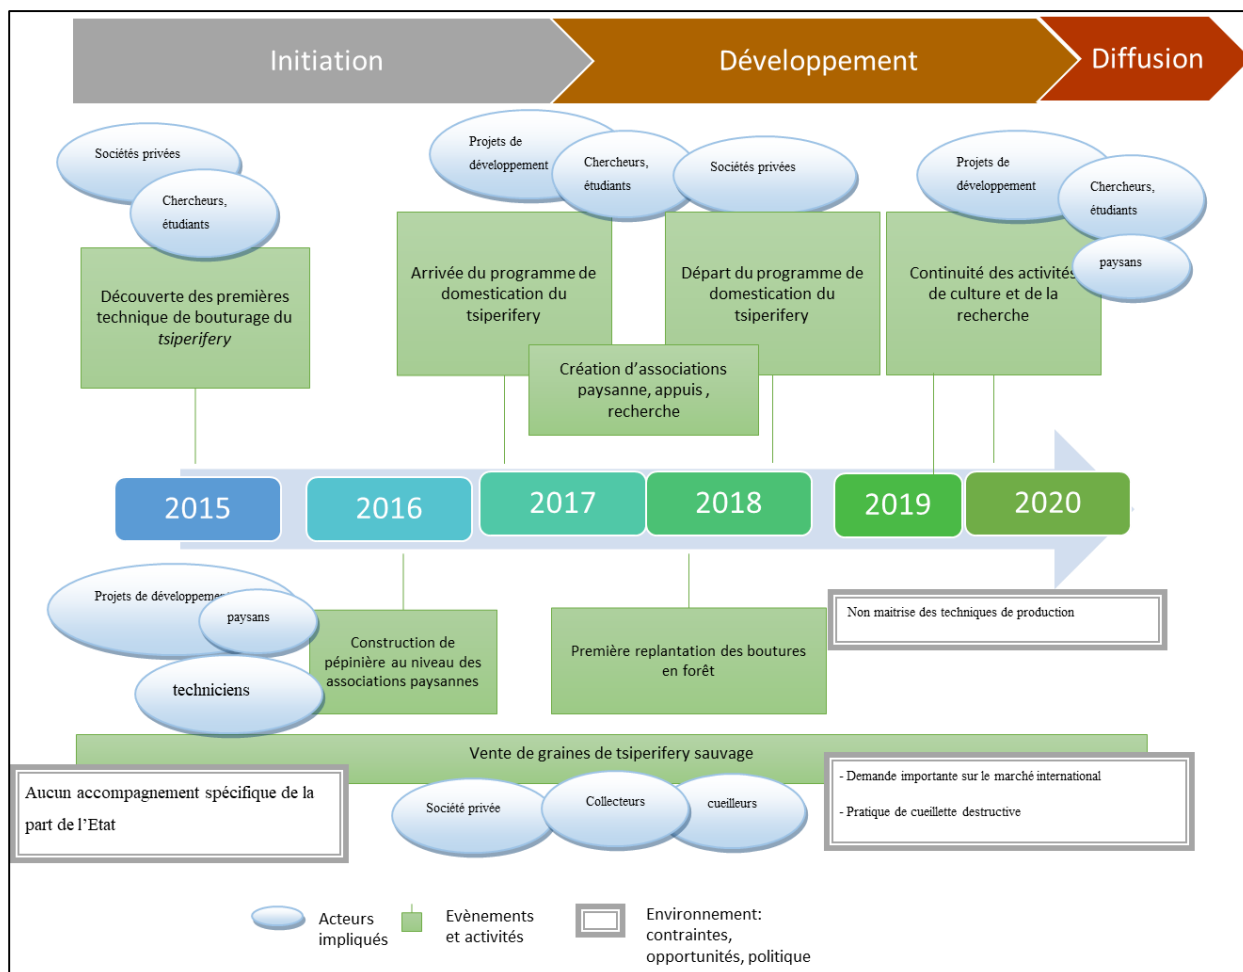 Initiation
Développement
Diffusion
Sociétés privées
Chercheurs,
étudiants
Projets de
développement
Chercheurs,
étudiants
Sociétés privées
Projets de
développement
Chercheurs,
étudiants
paysans
Découverte des premières
technique de bouturage du
tsiperifery
Arrivée du programme de
domestication du
tsiperifery
Départ du programme de
domestication du
tsiperifery
Continuité des activités
de culture et de la
recherche
Création d’associations
paysanne, appuis ,
recherche
2015
2016
2017
2018
2019
2020
Projets de développement
paysans
techniciens
Construction de
pépinière au niveau des
associations paysannes
Première replantation des boutures
en forêt
Non maitrise des techniques de production
Vente de graines de tsiperifery sauvage
Aucun accompagnement spécifique de la
part de l’Etat
Société privée
Collecteurs
cueilleurs
- Demande importante sur le marché international
- Pratique de cueillette destructive
Acteurs
impliqués
Evènements
et activités
Environnement:
contraintes,
opportunités, politique